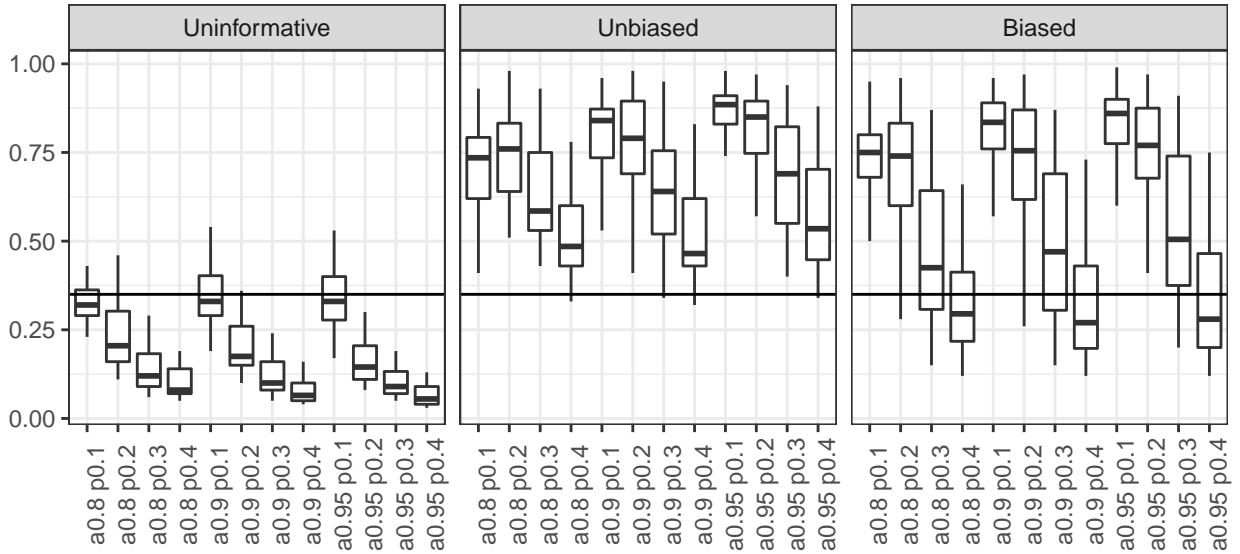 Uninformative
Unbiased
Biased
1.00
0.75
0.50
0.25
0.00
a0.8 p0.1
a0.8 p0.2
a0.8 p0.3
a0.8 p0.4
a0.9 p0.1
a0.9 p0.2
a0.9 p0.3
a0.9 p0.4
a0.95 p0.1
a0.95 p0.2
a0.95 p0.3
a0.95 p0.4
a0.8 p0.1
a0.8 p0.2
a0.8 p0.3
a0.8 p0.4
a0.9 p0.1
a0.9 p0.2
a0.9 p0.3
a0.9 p0.4
a0.95 p0.1
a0.95 p0.2
a0.95 p0.3
a0.95 p0.4
a0.8 p0.1
a0.8 p0.2
a0.8 p0.3
a0.8 p0.4
a0.9 p0.1
a0.9 p0.2
a0.9 p0.3
a0.9 p0.4
a0.95 p0.1
a0.95 p0.2
a0.95 p0.3
a0.95 p0.4